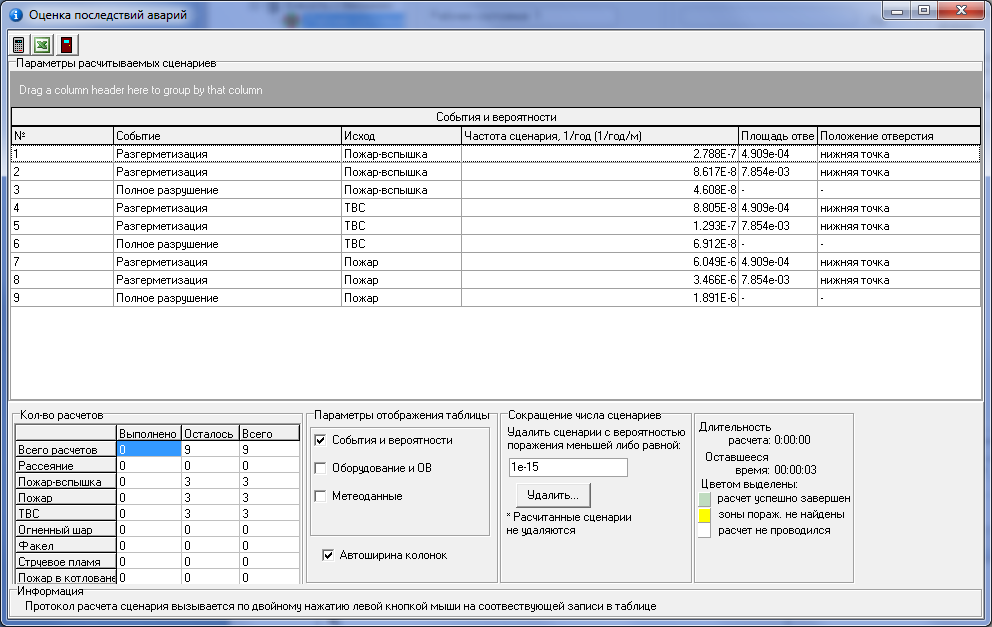 Оценка последствий аварий
Параметры расчитываемых сценариев
Drag a column header here to group by that column
События и вероятности
№ Событие Исход Частота сценария, 1/год (1/год/м) Площадь отве Положение отверстия
1 Разгерметизация Пожар-вспышка 2.788E-7 4.909e-04 нижняя точка
2 Разгерметизация Пожар-вспышка 8.617E-8 7.854e-03 нижняя точка
3 Полное разрушение Пожар-вспышка 4.608E-8 - -
4 Разгерметизация ТВС 8.805E-8 4.909e-04 нижняя точка
5 Разгерметизация ТВС 1.293E-7 7.854e-03 нижняя точка
6 Полное разрушение ТВС 6.912E-8 - -
7 Разгерметизация Пожар 6.049E-6 4.909e-04 нижняя точка
8 Разгерметизация Пожар 3.466E-6 7.854e-03 нижняя точка
9 Полное разрушение Пожар 1.891E-6 - -
Кол-во расчетов
Выполнено Осталось Всего
Всего расчетов 0 9 9
Рассеяние 0 0 0
Пожар-вспышка 0 3 3
Пожар 0 3 3
ТВС 0 3 3
Огненный шар 0 0 0
Факел 0 0 0
Струевое пламя 0 0 0
Пожар в котловане 0 0 0
Параметры отображения таблицы
События и вероятности
Оборудование и ОВ
Метеоданные
Автоширина колонок
Сокращение числа сценариев
Удалить сценарии с вероятностью
поражения меньшей либо равной:
1e-15
Удалить...
* Расчитанные сценарии
не удаляются
Длительность
расчета: 0:00:00
Оставшееся
время: 00:00:03
Цветом выделены:
расчет успешно завершен
зоны пораж. не найдены
расчет не проводился
Информация
Протокол расчета сценария вызывается по двойному нажатию левой кнопкой мыши на соотвествующей записи в таблице